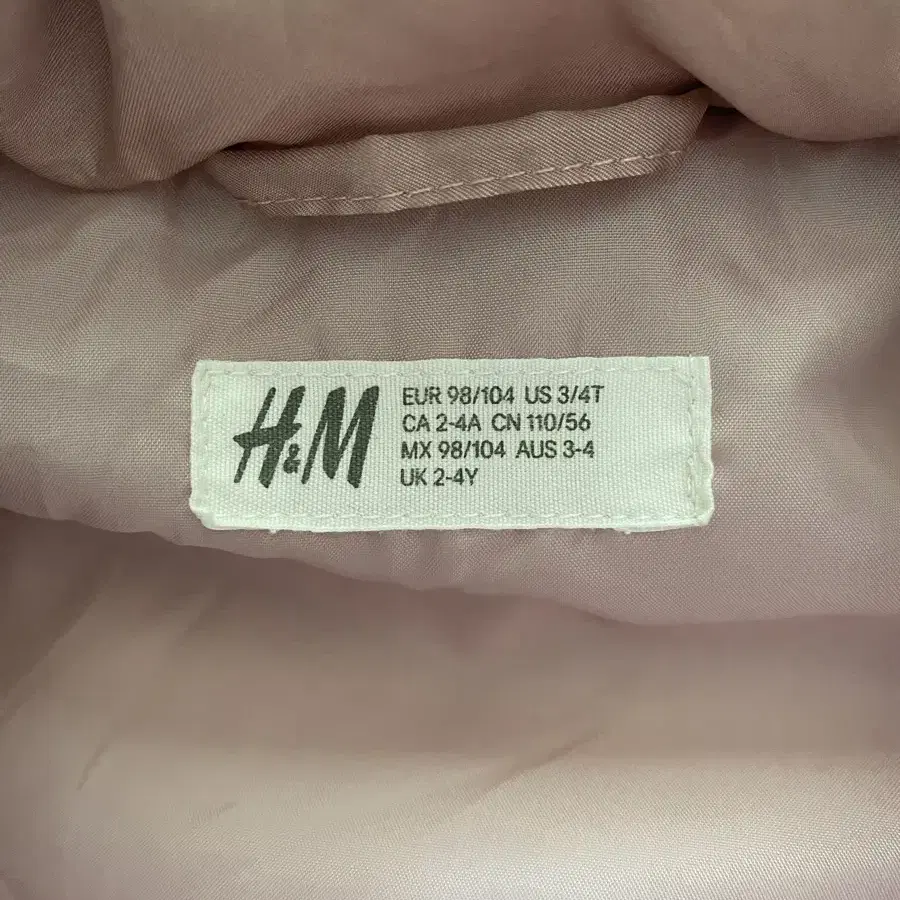 H&M
EUR 98/104 US 3/4T
CA 2-4A CN 110/56
MX 98/104 AUS 3-4
UK 2-4Y